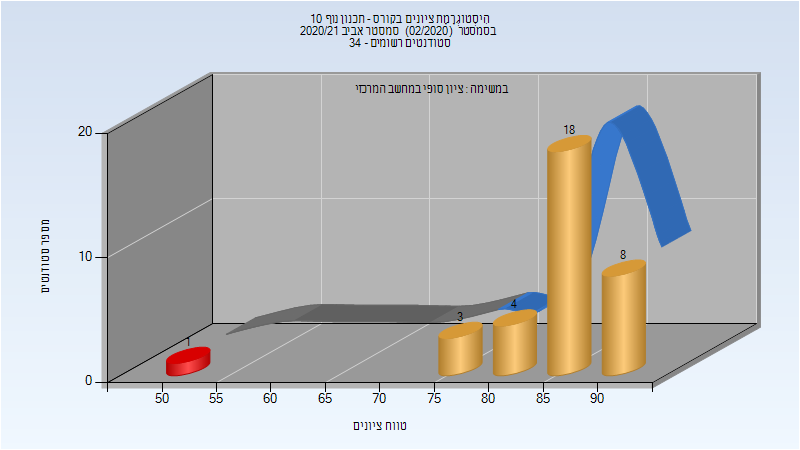 היסטוגרמת ציונים בקורס - תכנון נוף 10
בסמסטר (02/2020) סמסטר אביב 2020/21
סטודנטים רשומים - 34
במשימה : ציון סופי במחשב המרכזי
מספר סטודנטים
20
10
0
1
3
4
18
8
50 55 60 65 70 75 80 85 90
טווח ציונים